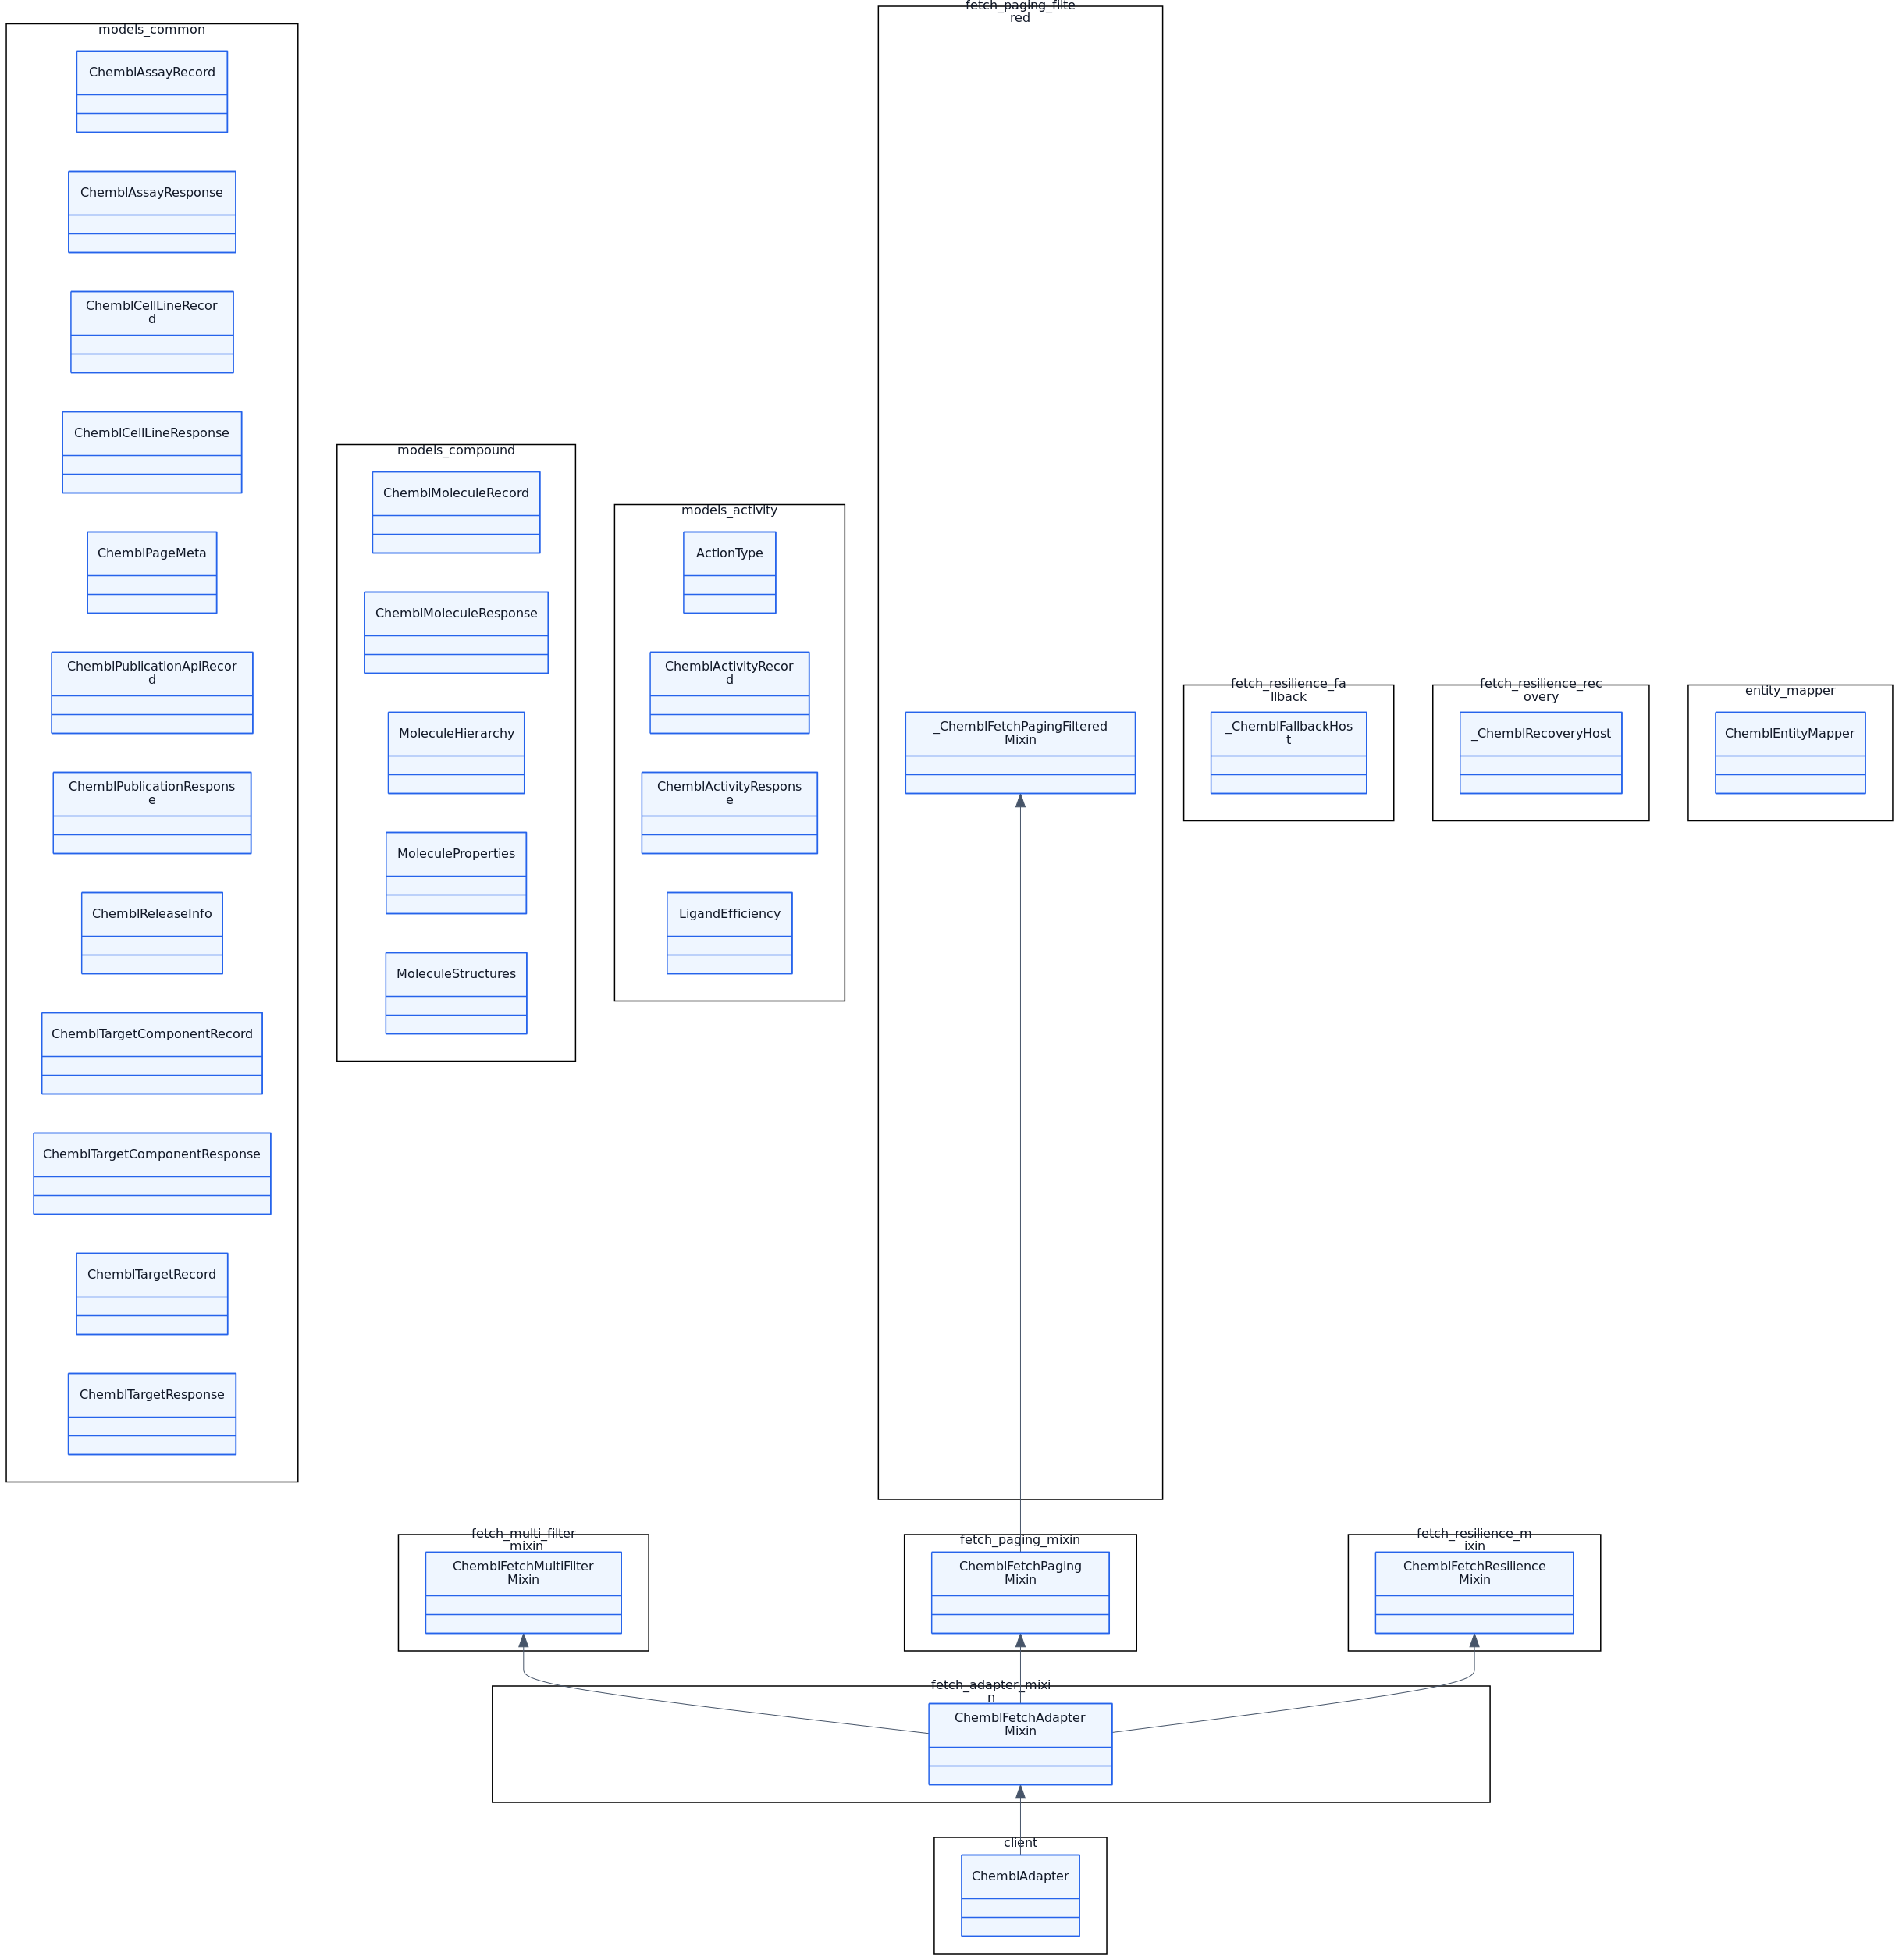 models_common
ChemblAssayRecord
ChemblAssayResponse
ChemblCellLineRecor
d
ChemblCellLineResponse
ChemblPageMeta
ChemblPublicationApiRecor
d
ChemblPublicationRespons
e
ChemblReleaseInfo
ChemblTargetComponentRecord
ChemblTargetComponentResponse
ChemblTargetRecord
ChemblTargetResponse
models_compound
ChemblMoleculeRecord
ChemblMoleculeResponse
MoleculeHierarchy
MoleculeProperties
MoleculeStructures
models_activity
ActionType
ChemblActivityRecor
d
ChemblActivityRespons
e
LigandEfficiency
fetch_paging_filte
red
_ChemblFetchPagingFiltered
Mixin
fetch_resilience_fa
llback
_ChemblFallbackHos
t
fetch_resilience_rec
overy
_ChemblRecoveryHost
entity_mapper
ChemblEntityMapper
fetch_multi_filter_
mixin
ChemblFetchMultiFilter
Mixin
fetch_paging_mixin
ChemblFetchPaging
Mixin
fetch_resilience_m
ixin
ChemblFetchResilience
Mixin
fetch_adapter_mixi
n
ChemblFetchAdapter
Mixin
client
ChemblAdapter